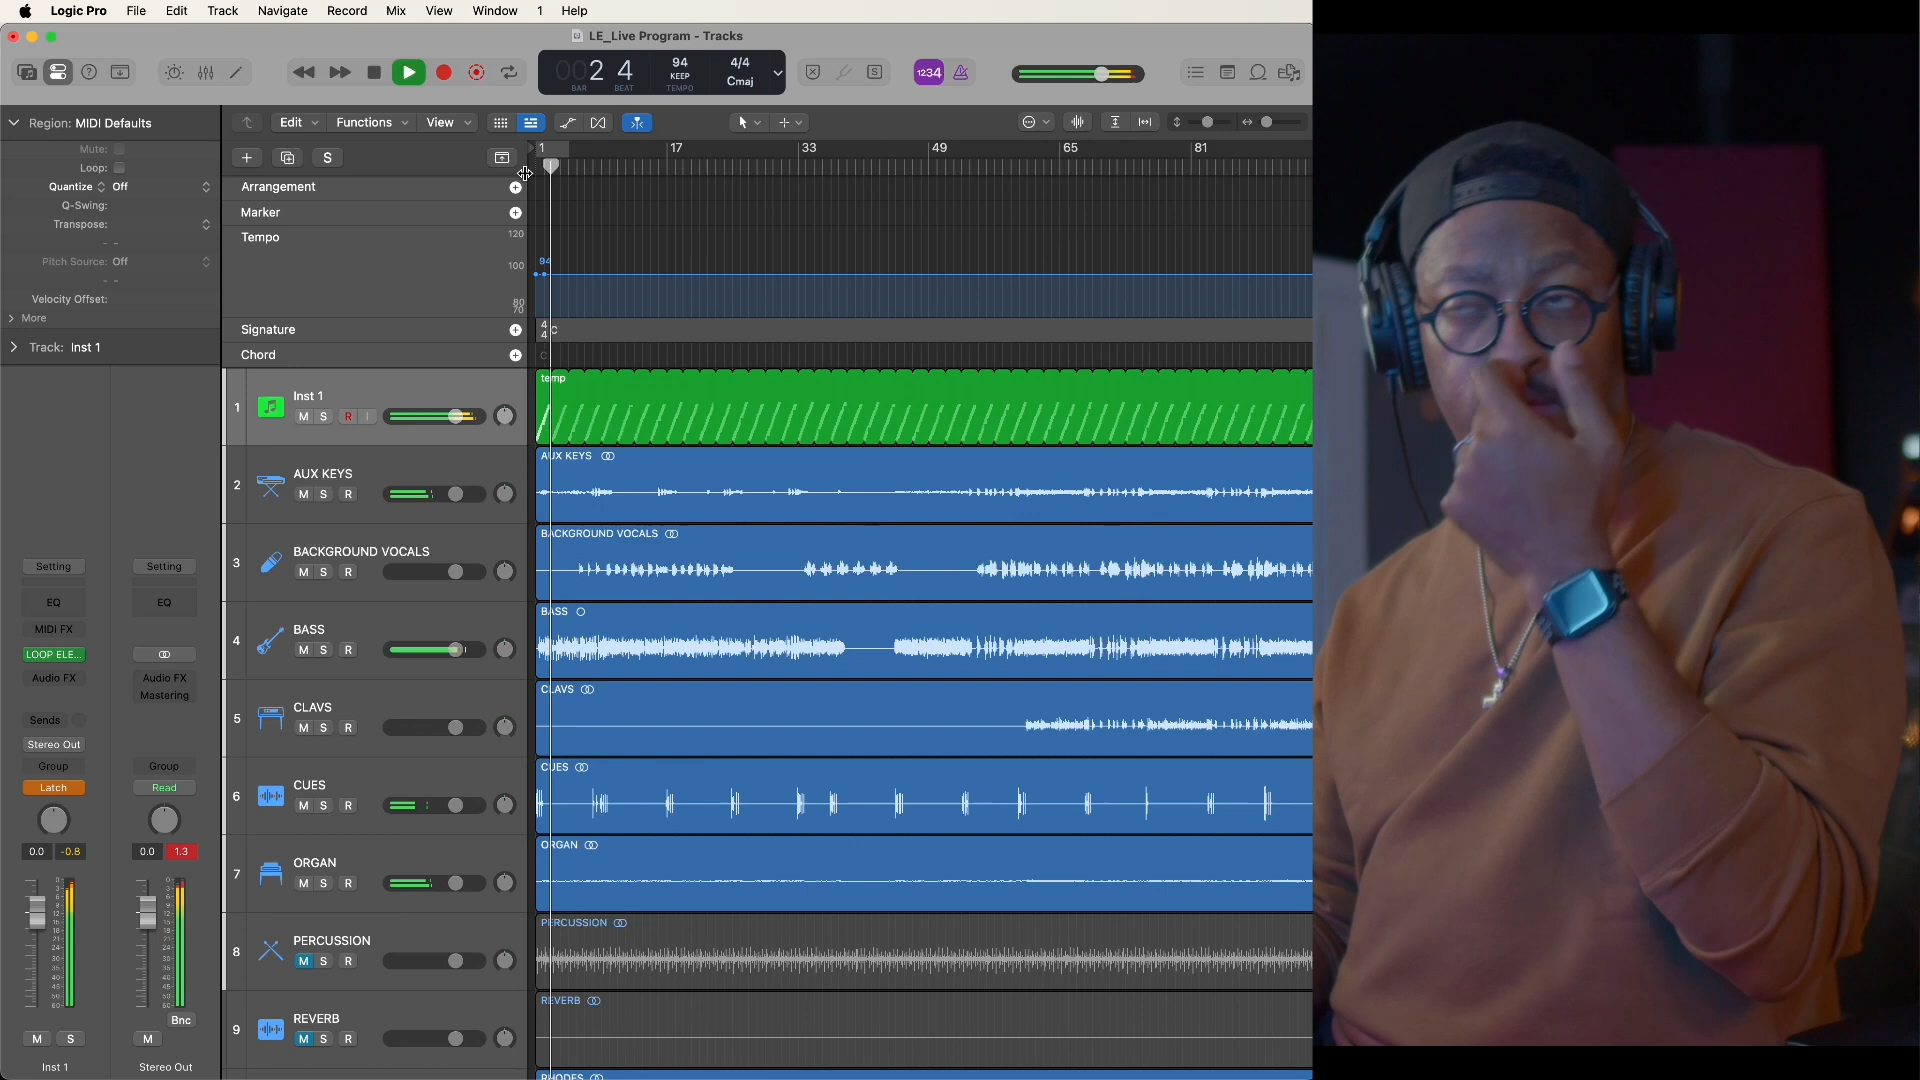 Logic Pro File Edit Track Navigate Record Mix View Window 1 Help
LE_Live Program - Tracks
002 4 94 4/4
KEEP Cmaj
BAR BEAT TEMPO
1234
S
Region: MIDI Defaults
Edit Functions View
Mute:
Loop:
Quantize Off
Q-Swing:
Transpose:
Pitch Source: Off
Velocity Offset:
More
Track: Inst 1
S
1 17 33 49 65 81
Arrangement
Marker
Tempo
120
100
80
70
94
Signature
4
4
C
Chord
C
1
Inst 1
M S R I
temp
2
AUX KEYS
M S R
AUX KEYS
3
BACKGROUND VOCALS
M S R
BACKGROUND VOCALS
4
BASS
M S R
BASS
5
CLAVS
M S R
CLAVS
6
CUES
M S R
CUES
7
ORGAN
M S R
ORGAN
8
PERCUSSION
M S R
PERCUSSION
9
REVERB
M S R
REVERB
RHODES
Setting Setting
EQ EQ
MIDI FX
LOOP ELE...
Audio FX Audio FX
Mastering
Sends
Stereo Out
Group Group
Latch Read
0.0 -0.8 0.0 1.3
Bnc
M S M
Inst 1 Stereo Out